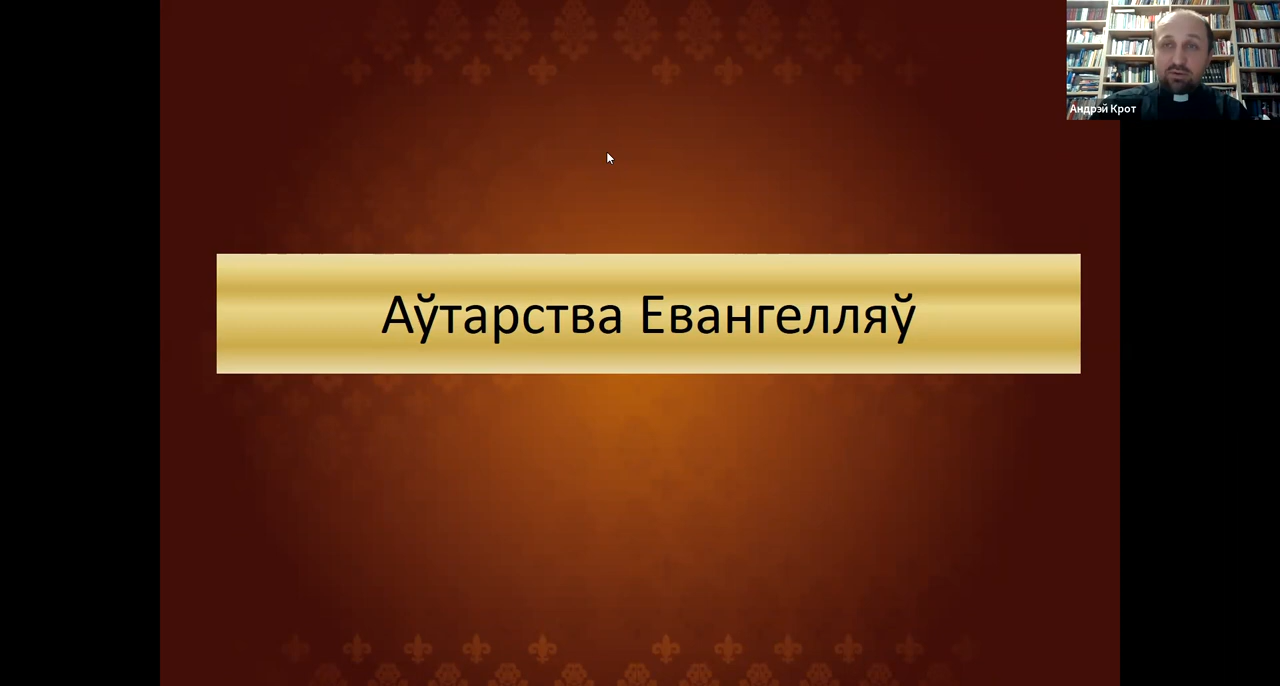 Андрэй Крот
Аўтарства Евангелляў